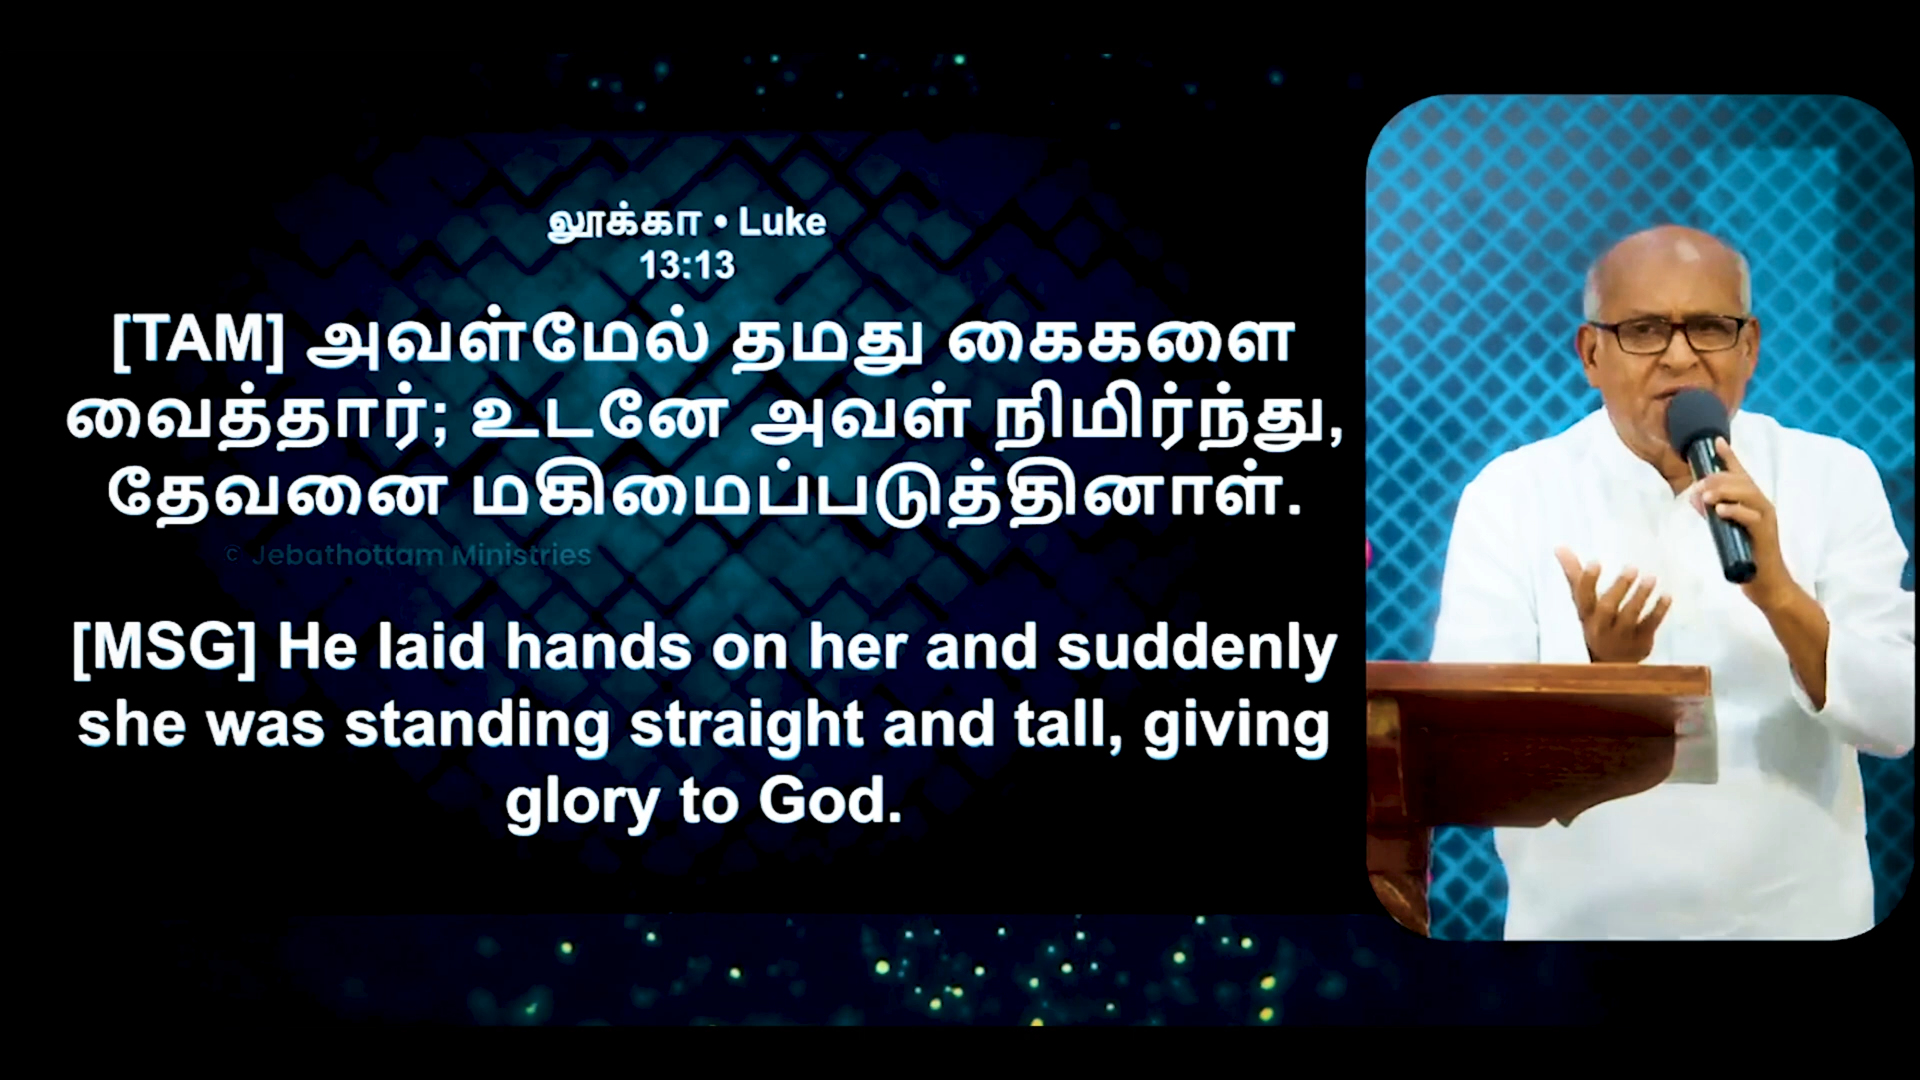 லூக்கா • Luke
13:13
[TAM] அவள்மேல் தமது கைகளை
வைத்தார்; உடனே அவள் நிமிர்ந்து,
தேவனை மகிமைப்படுத்தினாள்.
© Jebathottam Ministries
[MSG] He laid hands on her and suddenly
she was standing straight and tall, giving
glory to God.